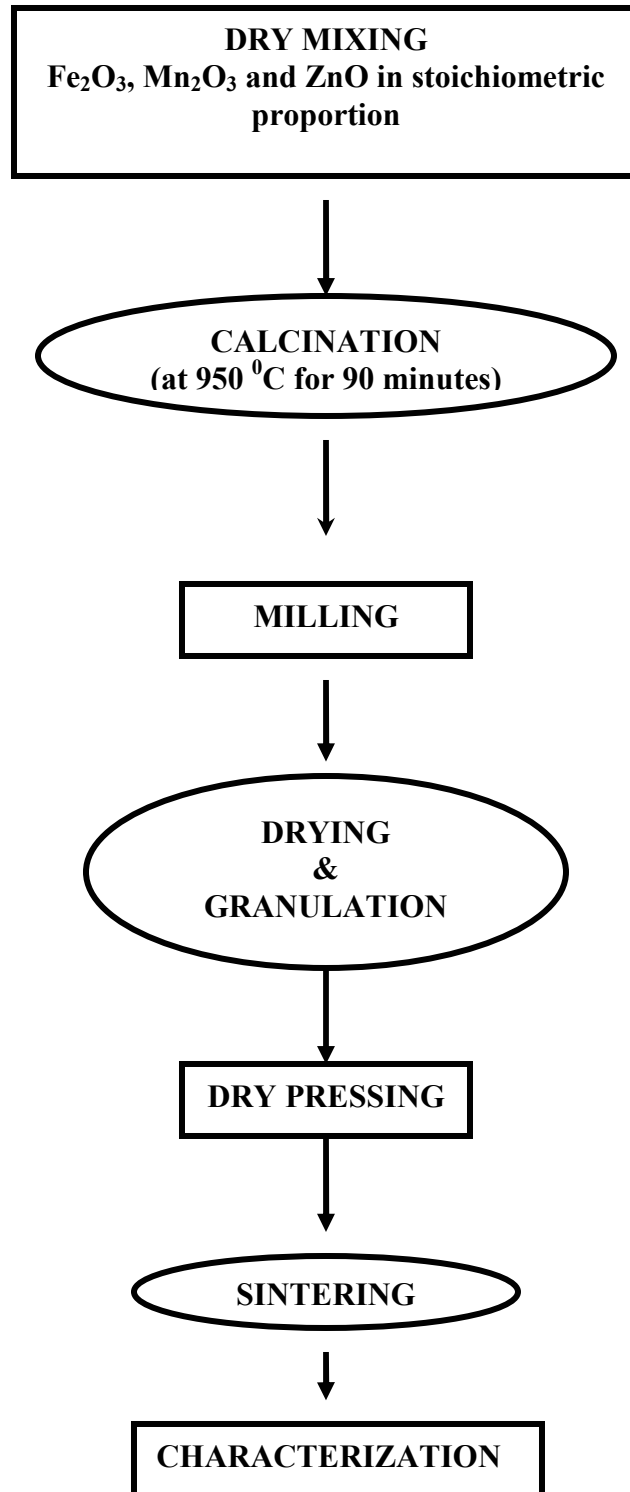 DRY MIXING
Fe₂O₃, Mn₂O₃ and ZnO in stoichiometric
proportion
CALCINATION
(at 950 ⁰C for 90 minutes)
MILLING
DRYING
&
GRANULATION
DRY PRESSING
SINTERING
CHARACTERIZATION